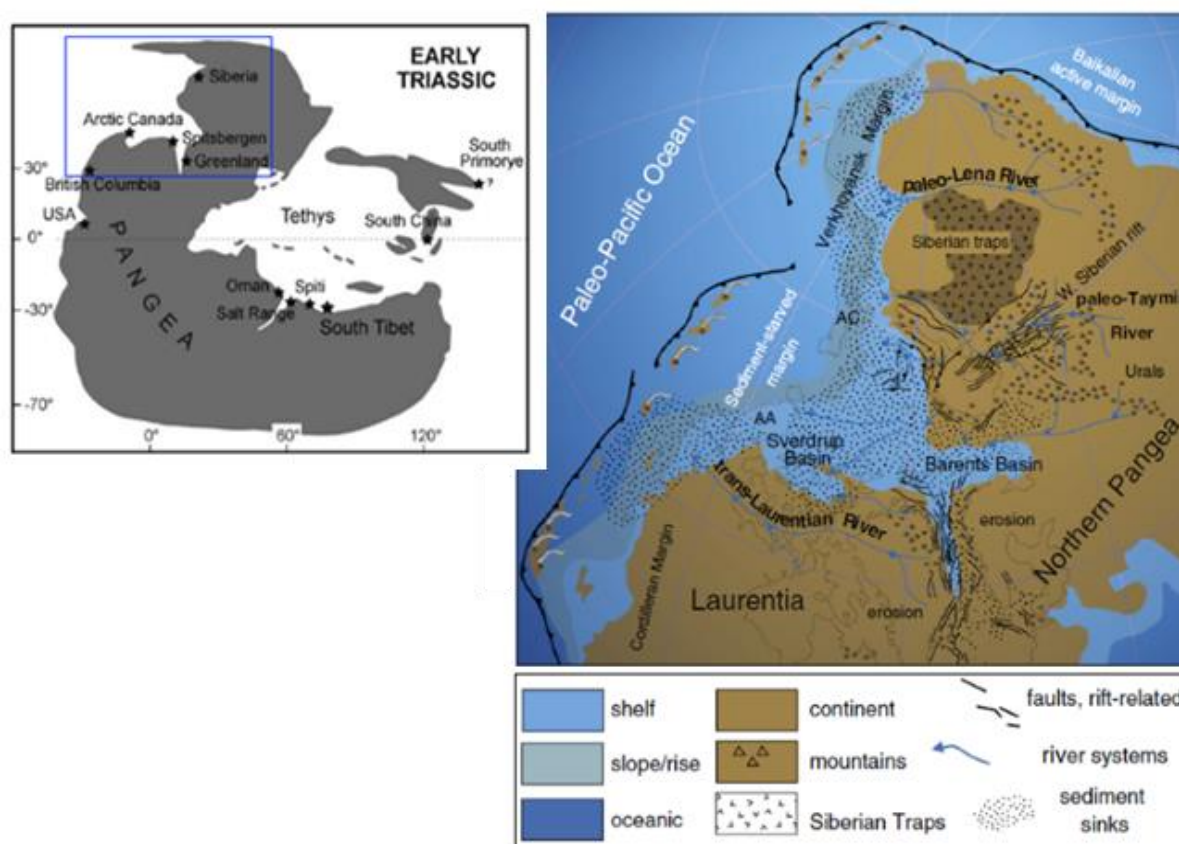 EARLY
TRIASSIC
Siberia
Arctic Canada
Spitsbergen
Greenland
South
Primorye
?
30°
British Columbia
USA
Tethys
South China
0°
PANGEA
Oman
Spiti
Salt Range
South Tibet
-30°
-70°
0°
60°
120°
Baikalian
active margin
Paleo-Pacific Ocean
Verkhoyansk Margin
paleo-Lena River
Siberian traps
W. Siberian rift
paleo-Taymi
River
Urals
AC
Sediment-starved
margin
AA
Sverdrup
Basin
Barents Basin
trans-Laurentian River
erosion
Northern Pangea
Cordilleran Margin
Laurentia
erosion
shelf
continent
faults, rift-related
slope/rise
mountains
river systems
oceanic
Siberian Traps
sediment
sinks